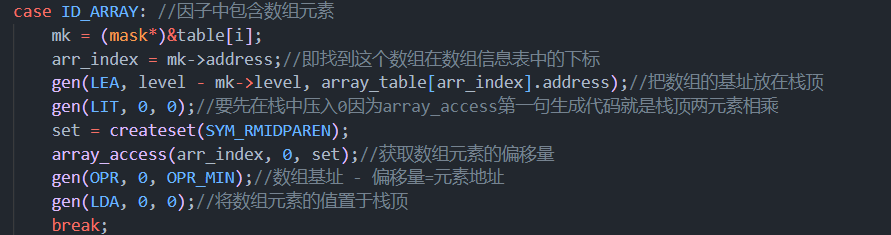 case ID_ARRAY: //因子中包含数组元素
mk = (mask*)&table[i];
arr_index = mk->address;//即找到这个数组在数组信息表中的下标
gen(LEA, level - mk->level, array_table[arr_index].address);//把数组的基址放在栈顶
gen(LIT, 0, 0);//要先在栈中压入0因为array_access第一句生成代码就是栈顶两元素相乘
set = createset(SYM_RMIDPAREN);
array_access(arr_index, 0, set);//获取数组元素的偏移量
gen(OPR, 0, OPR_MIN);//数组基址 - 偏移量=元素地址
gen(LDA, 0, 0);//将数组元素的值置于栈顶
break;